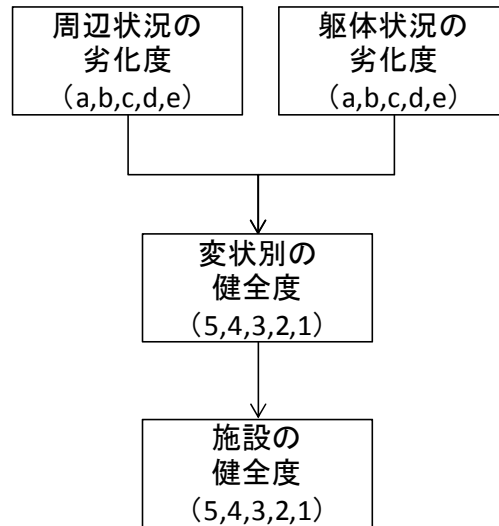 周辺状況の
劣化度
（a,b,c,d,e）
躯体状況の
劣化度
（a,b,c,d,e）
変状別の
健全度
（5,4,3,2,1）
施設の
健全度
（5,4,3,2,1）